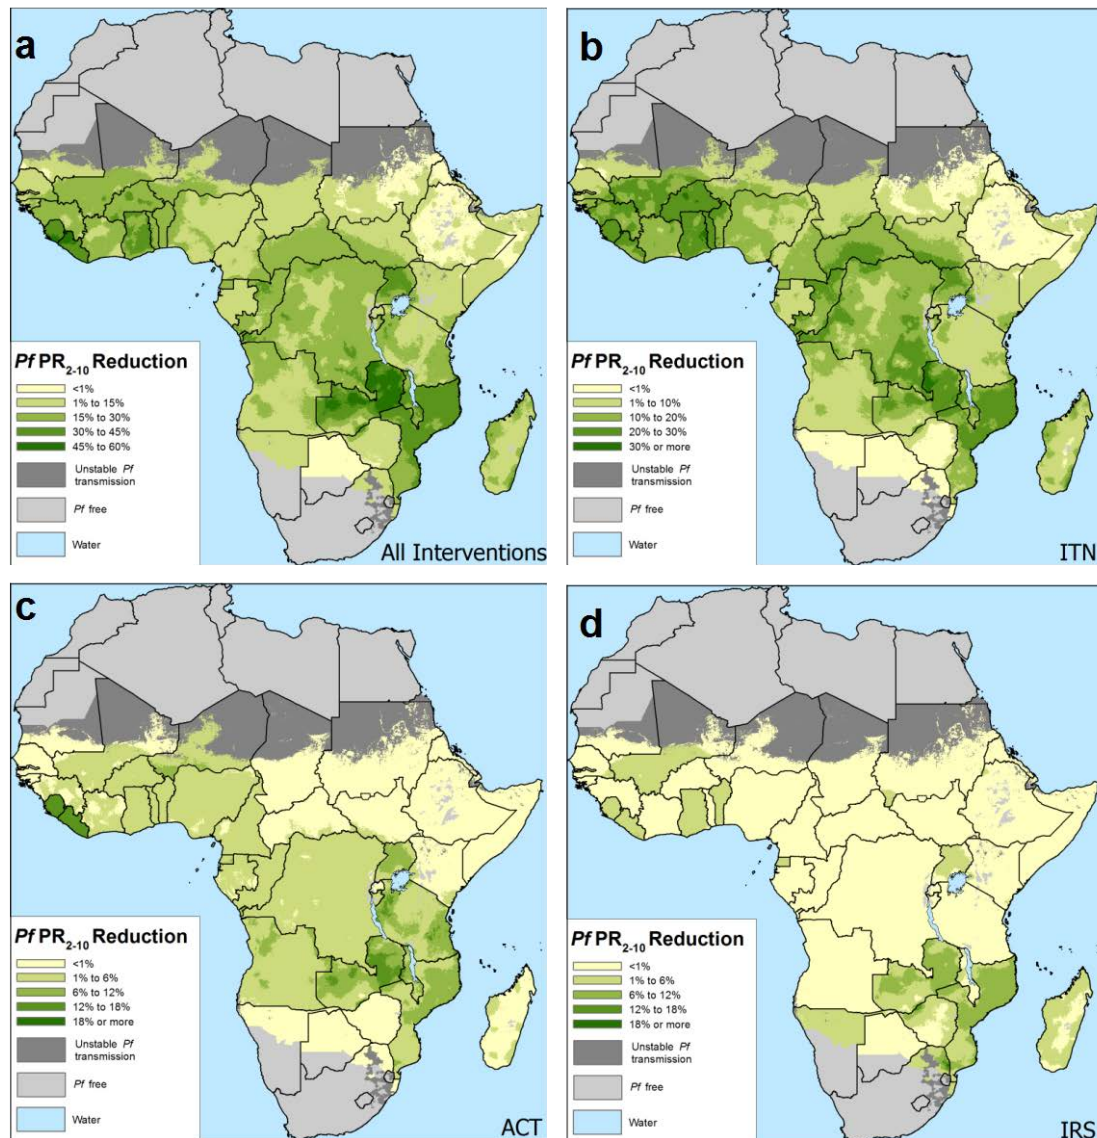 a
Pf PR2-10 Reduction
<1%
1% to 15%
15% to 30%
30% to 45%
45% to 60%
Unstable Pf
transmission
Pf free
Water
All Interventions
b
Pf PR2-10 Reduction
<1%
1% to 10%
10% to 20%
20% to 30%
30% or more
Unstable Pf
transmission
Pf free
Water
ITN
c
Pf PR2-10 Reduction
<1%
1% to 6%
6% to 12%
12% to 18%
18% or more
Unstable Pf
transmission
Pf free
Water
ACT
d
Pf PR2-10 Reduction
<1%
1% to 6%
6% to 12%
12% to 18%
18% or more
Unstable Pf
transmission
Pf free
Water
IRS